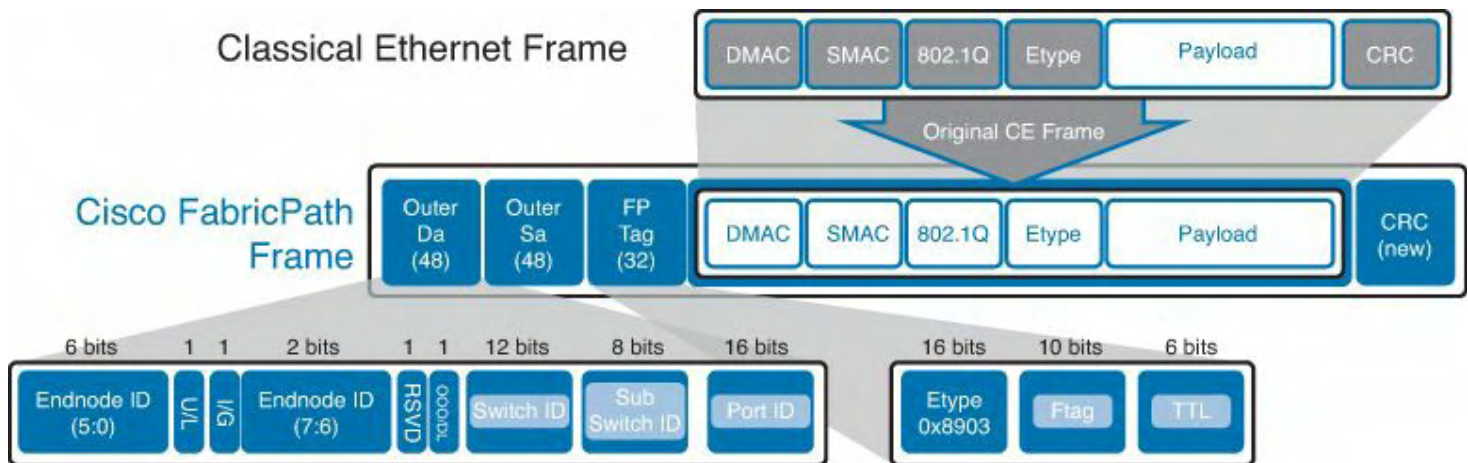 Classical Ethernet Frame
DMAC SMAC 802.1Q Etype Payload CRC
Original CE Frame
Cisco FabricPath
Frame
Outer
Da
(48)
Outer
Sa
(48)
FP
Tag
(32)
DMAC SMAC 802.1Q Etype Payload
CRC
(new)
6 bits 1 1 2 bits 1 1 12 bits 8 bits 16 bits
Endnode ID
(5:0)
U/L
I/G
Endnode ID
(7:6)
RSVD
OOO/DL
Switch ID
Sub
Switch ID
Port ID
16 bits 10 bits 6 bits
Etype
0x8903
Ftag
TTL